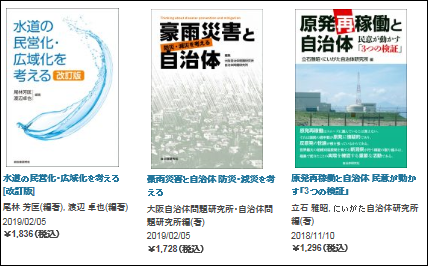 水道の
民営化・
広域化を
考える 改訂版
尾林芳匡
渡辺卓也 編著
豪雨災害と
防災・減災を考える
自治体
原発再稼働と
自治体
民意が動かす
「3つの検証」
立石雅昭・にいがた自治体研究所 編
水道の民営化・広域化を考える
[改訂版]
尾林 芳匡(編著), 渡辺 卓也(編著)
2019/02/05
¥1,836(税込)
豪雨災害と自治体 防災・減災を考
える
大阪自治体問題研究所・自治体問
題研究所編(著)
2019/02/05
¥1,728(税込)
原発再稼働と自治体 民意が動か
す「3つの検証」
立石 雅昭, にいがた自治体研究所
編(著)
2018/11/10
¥1,296(税込)